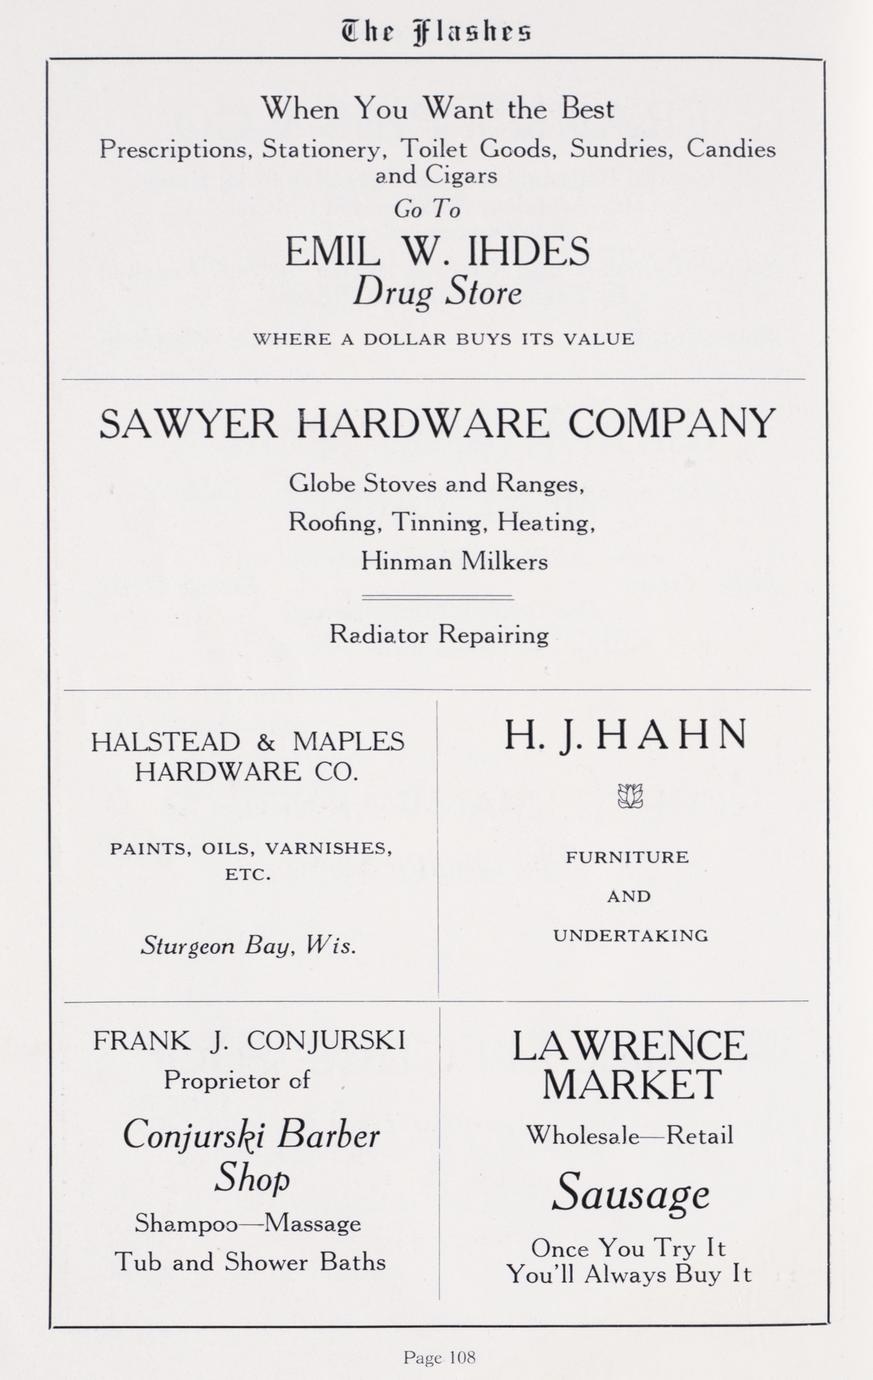 The Flashes
When You Want the Best
Prescriptions, Stationery, Toilet Goods, Sundries, Candies
and Cigars
Go To
EMIL W. IHDES
Drug Store
WHERE A DOLLAR BUYS ITS VALUE
SAWYER HARDWARE COMPANY
Globe Stoves and Ranges,
Roofing, Tinning, Heating,
Hinman Milkers
Radiator Repairing
HALSTEAD & MAPLES
HARDWARE CO.
PAINTS, OILS, VARNISHES,
ETC.
Sturgeon Bay, Wis.
H. J. HAHN
FURNITURE
AND
UNDERTAKING
FRANK J. CONJURSKI
Proprietor of
Conjurski Barber
Shop
Shampoo—Massage
Tub and Shower Baths
LAWRENCE
MARKET
Wholesale—Retail
Sausage
Once You Try It
You'll Always Buy It
Page 108